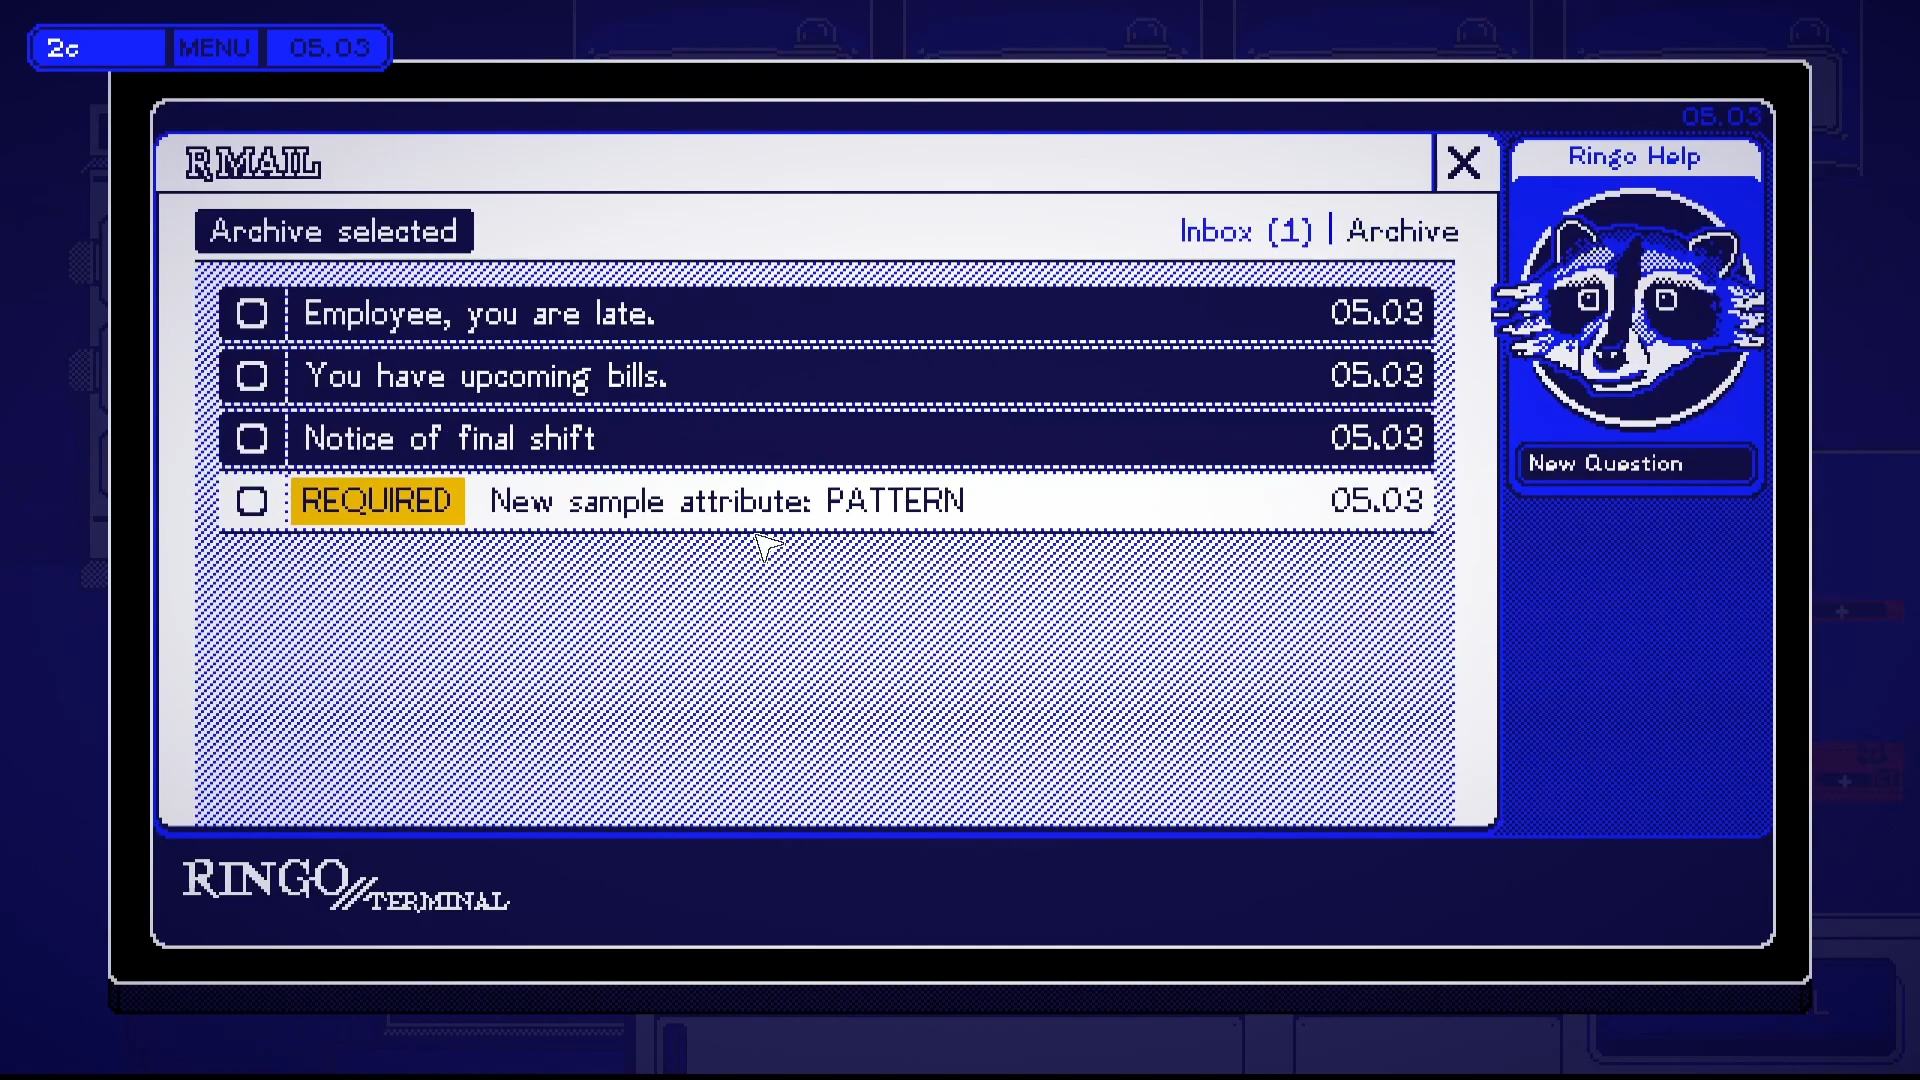 2c MENU 05.03
05.03
RMAIL
Ringo Help
Archive selected
Inbox (1) | Archive
Employee, you are late. 05.03
You have upcoming bills. 05.03
Notice of final shift 05.03
REQUIRED New sample attribute: PATTERN 05.03
New Question
RINGO//TERMINAL